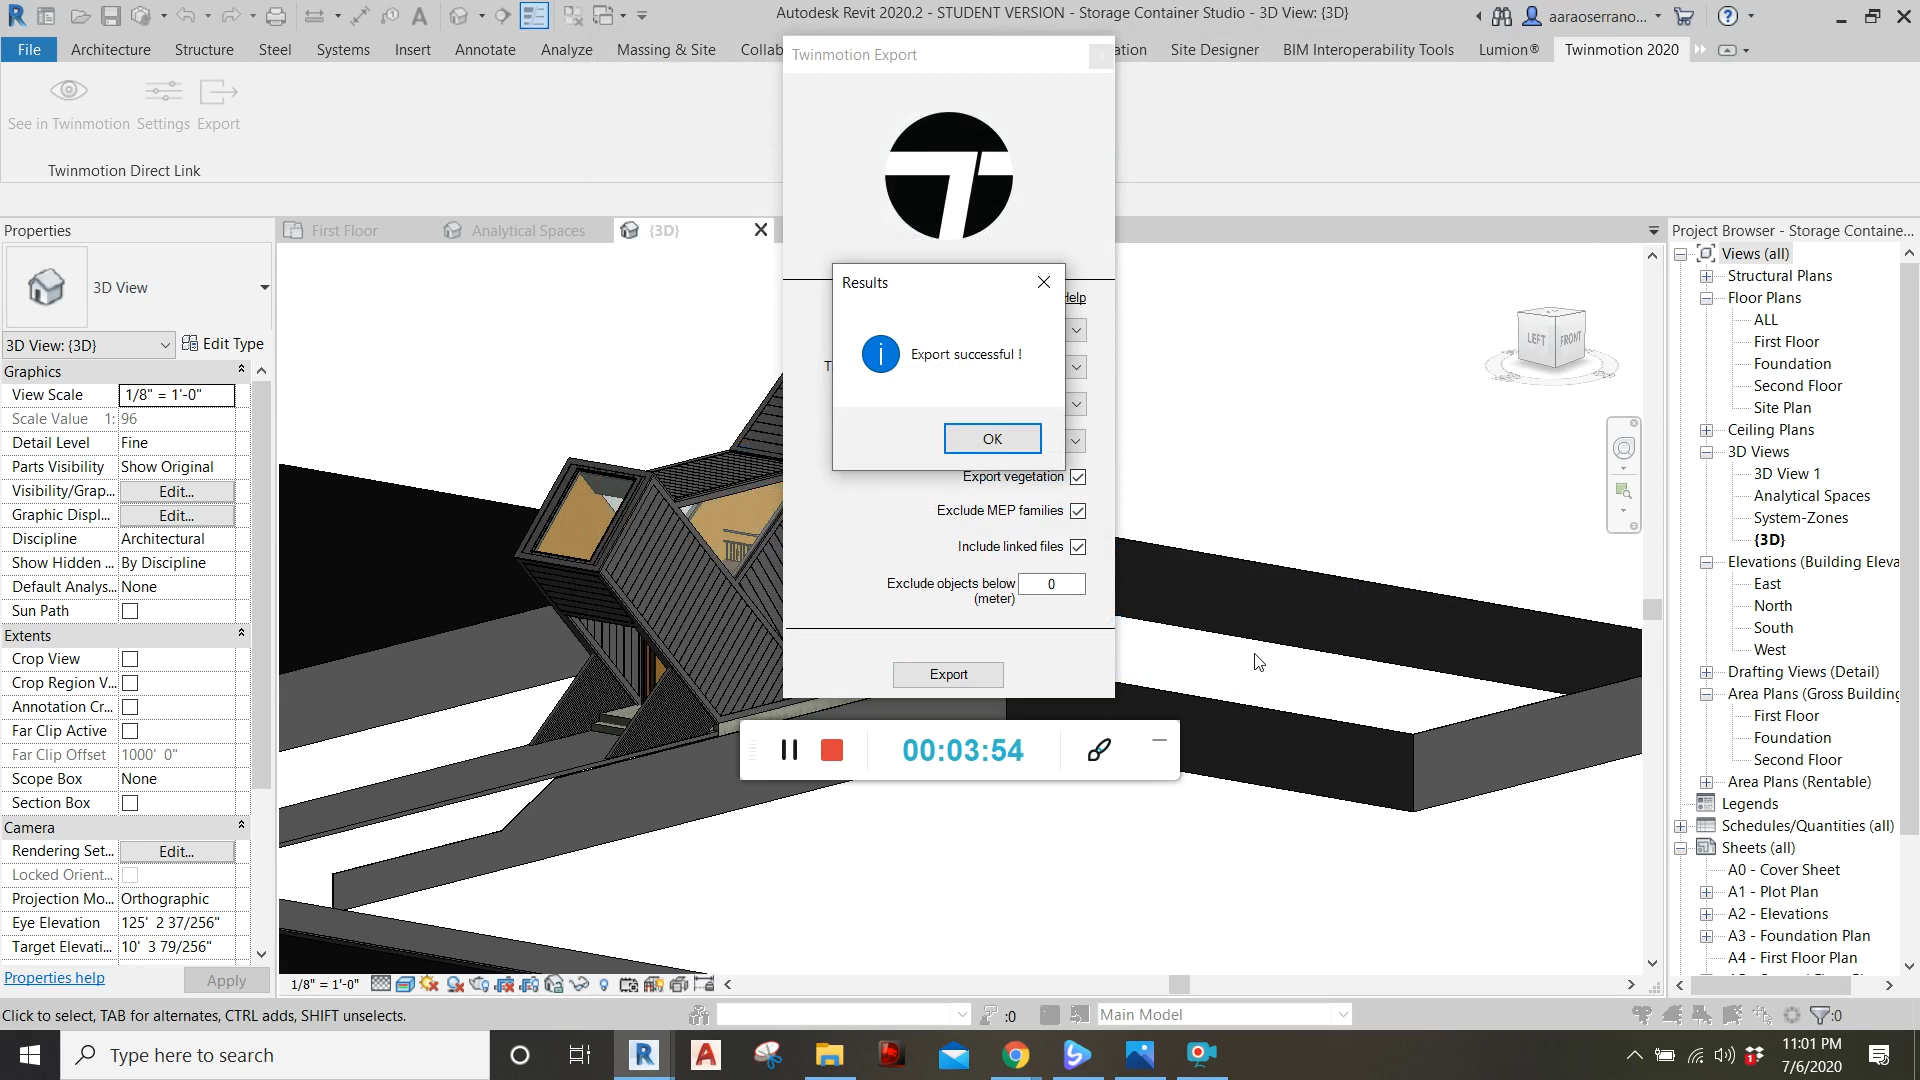 Autodesk Revit 2020.2 - STUDENT VERSION - Storage Container Studio - 3D View: {3D}
aaraoserrano...
File Architecture Structure Steel Systems Insert Annotate Analyze Massing & Site Collab
ation Site Designer BIM Interoperability Tools Lumion® Twinmotion 2020
See in Twinmotion Settings Export
Twinmotion Direct Link
Twinmotion Export
Results
Export successful !
OK
Help
Export vegetation
Exclude MEP families
Include linked files
Exclude objects below
(meter)
0
Export
00:03:54
Properties
3D View
3D View: {3D} Edit Type
Graphics
View Scale 1/8" = 1'-0"
Scale Value 1: 96
Detail Level Fine
Parts Visibility Show Original
Visibility/Grap... Edit...
Graphic Displ... Edit...
Discipline Architectural
Show Hidden ... By Discipline
Default Analys... None
Sun Path
Extents
Crop View
Crop Region V...
Annotation Cr...
Far Clip Active
Far Clip Offset 1000' 0"
Scope Box None
Section Box
Camera
Rendering Set... Edit...
Locked Orient...
Projection Mo... Orthographic
Eye Elevation 125' 2 37/256"
Target Elevati... 10' 3 79/256"
Properties help Apply
First Floor Analytical Spaces {3D}
LEFT FRONT
Project Browser - Storage Containe...
Views (all)
Structural Plans
Floor Plans
ALL
First Floor
Foundation
Second Floor
Site Plan
Ceiling Plans
3D Views
3D View 1
Analytical Spaces
System-Zones
{3D}
Elevations (Building Eleva
East
North
South
West
Drafting Views (Detail)
Area Plans (Gross Building
First Floor
Foundation
Second Floor
Area Plans (Rentable)
Legends
Schedules/Quantities (all)
Sheets (all)
A0 - Cover Sheet
A1 - Plot Plan
A2 - Elevations
A3 - Foundation Plan
A4 - First Floor Plan
1/8" = 1'-0"
Click to select, TAB for alternates, CTRL adds, SHIFT unselects.
:0 Main Model :0
Type here to search
11:01 PM
7/6/2020